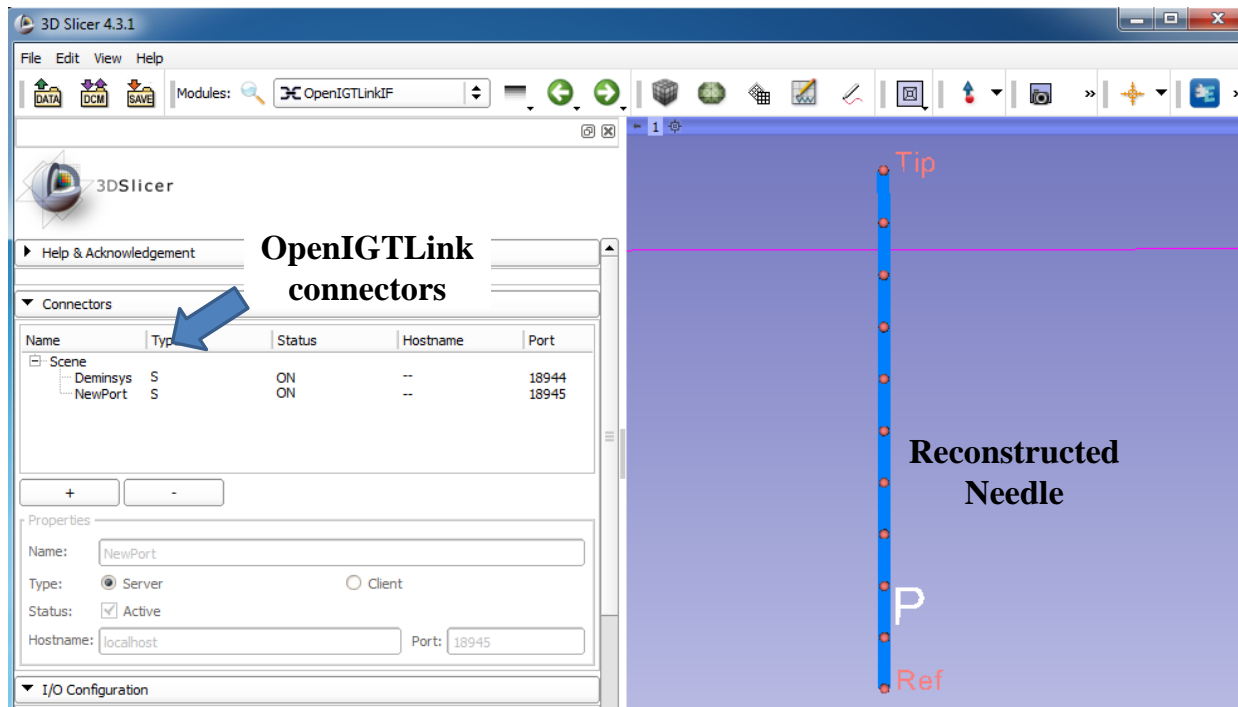 3D Slicer 4.3.1
File Edit View Help
DATA DCM SAVE Modules: OpenIGTLinkIF »
1
3DSlicer
Tip
Help & Acknowledgement
OpenIGTLink
connectors
Connectors
Name Typ Status Hostname Port
Scene
Deminsys S ON -- 18944
NewPort S ON -- 18945
+ -
Reconstructed
Needle
Properties
Name: NewPort
Type: Server Client
Status: Active
Hostname: localhost Port: 18945
P
Ref
I/O Configuration